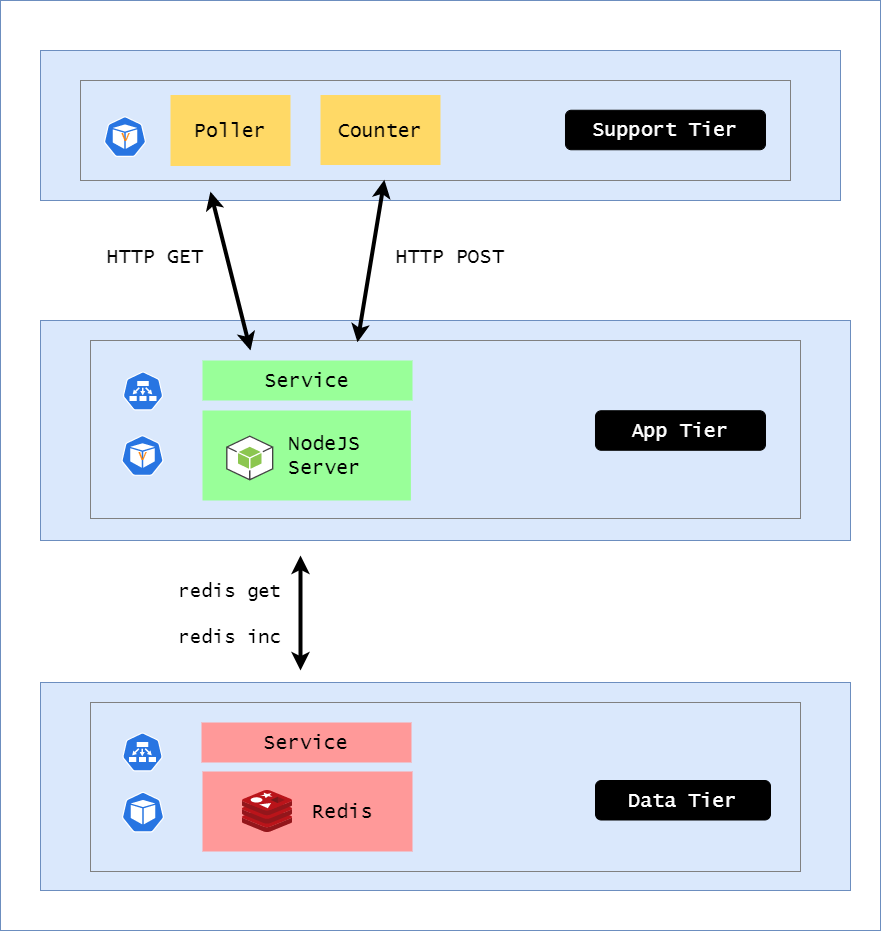 Poller
Counter
Support Tier
HTTP GET
HTTP POST
Service
App Tier
NodeJS
Server
redis get
redis inc
Service
Data Tier
Redis